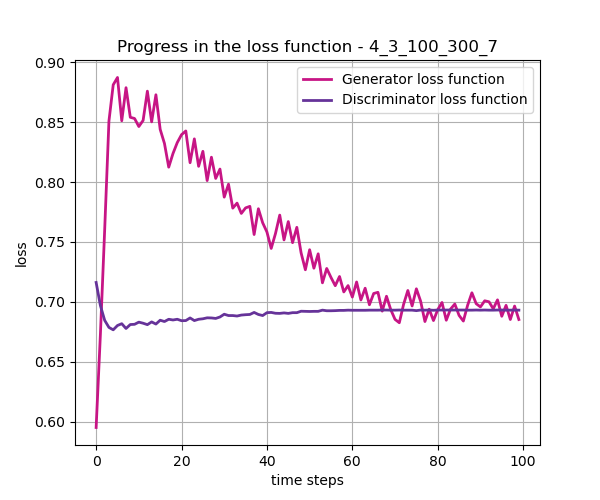 Progress in the loss function - 4_3_100_300_7
Generator loss function
Discriminator loss function
0.90
0.85
0.80
0.75
0.70
0.65
0.60
loss
0
20
40
60
80
100
time steps